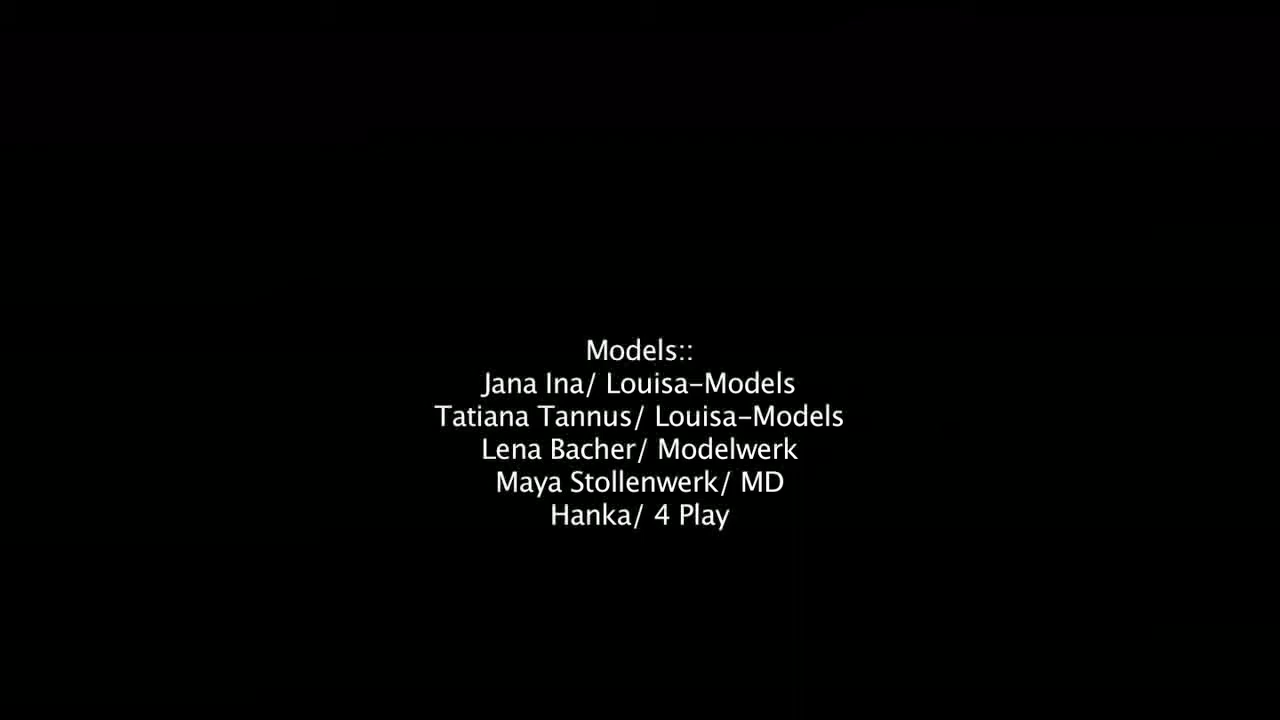 Models::
Jana Ina/ Louisa-Models
Tatiana Tannus/ Louisa-Models
Lena Bacher/ Modelwerk
Maya Stollenwerk/ MD
Hanka/ 4 Play